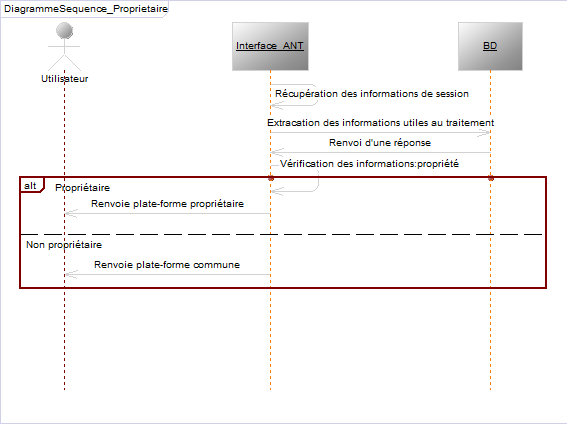 DiagrammeSequence_Proprietaire
Utilisateur
Interface_ANT
BD
Récupération des informations de session
Extracation des informations utiles au traitement
Renvoi d'une réponse
Vérification des informations:propriété
alt
Propriétaire
Renvoie plate-forme propriétaire
Non propriétaire
Renvoie plate-forme commune